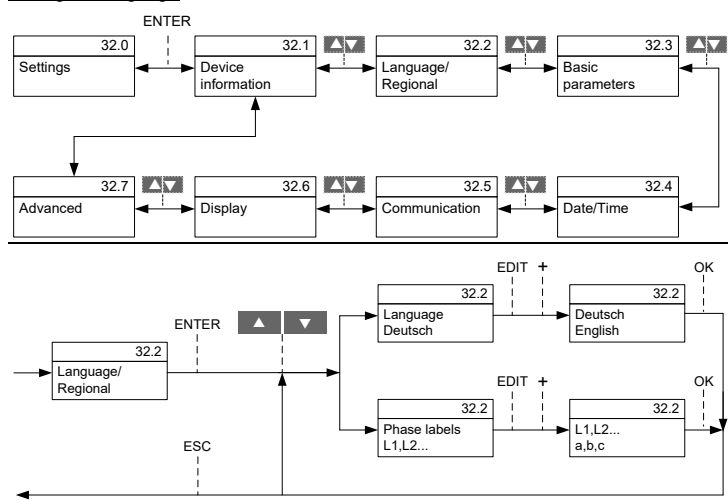 ENTER
32.0
Settings
32.1
Device
information
32.2
Language/
Regional
32.3
Basic
parameters
32.7
Advanced
32.6
Display
32.5
Communication
32.4
Date/Time
EDIT +
OK
32.2
Language
Deutsch
32.2
Deutsch
English
ENTER
32.2
Language/
Regional
EDIT +
OK
32.2
Phase labels
L1,L2...
32.2
L1,L2...
a,b,c
ESC